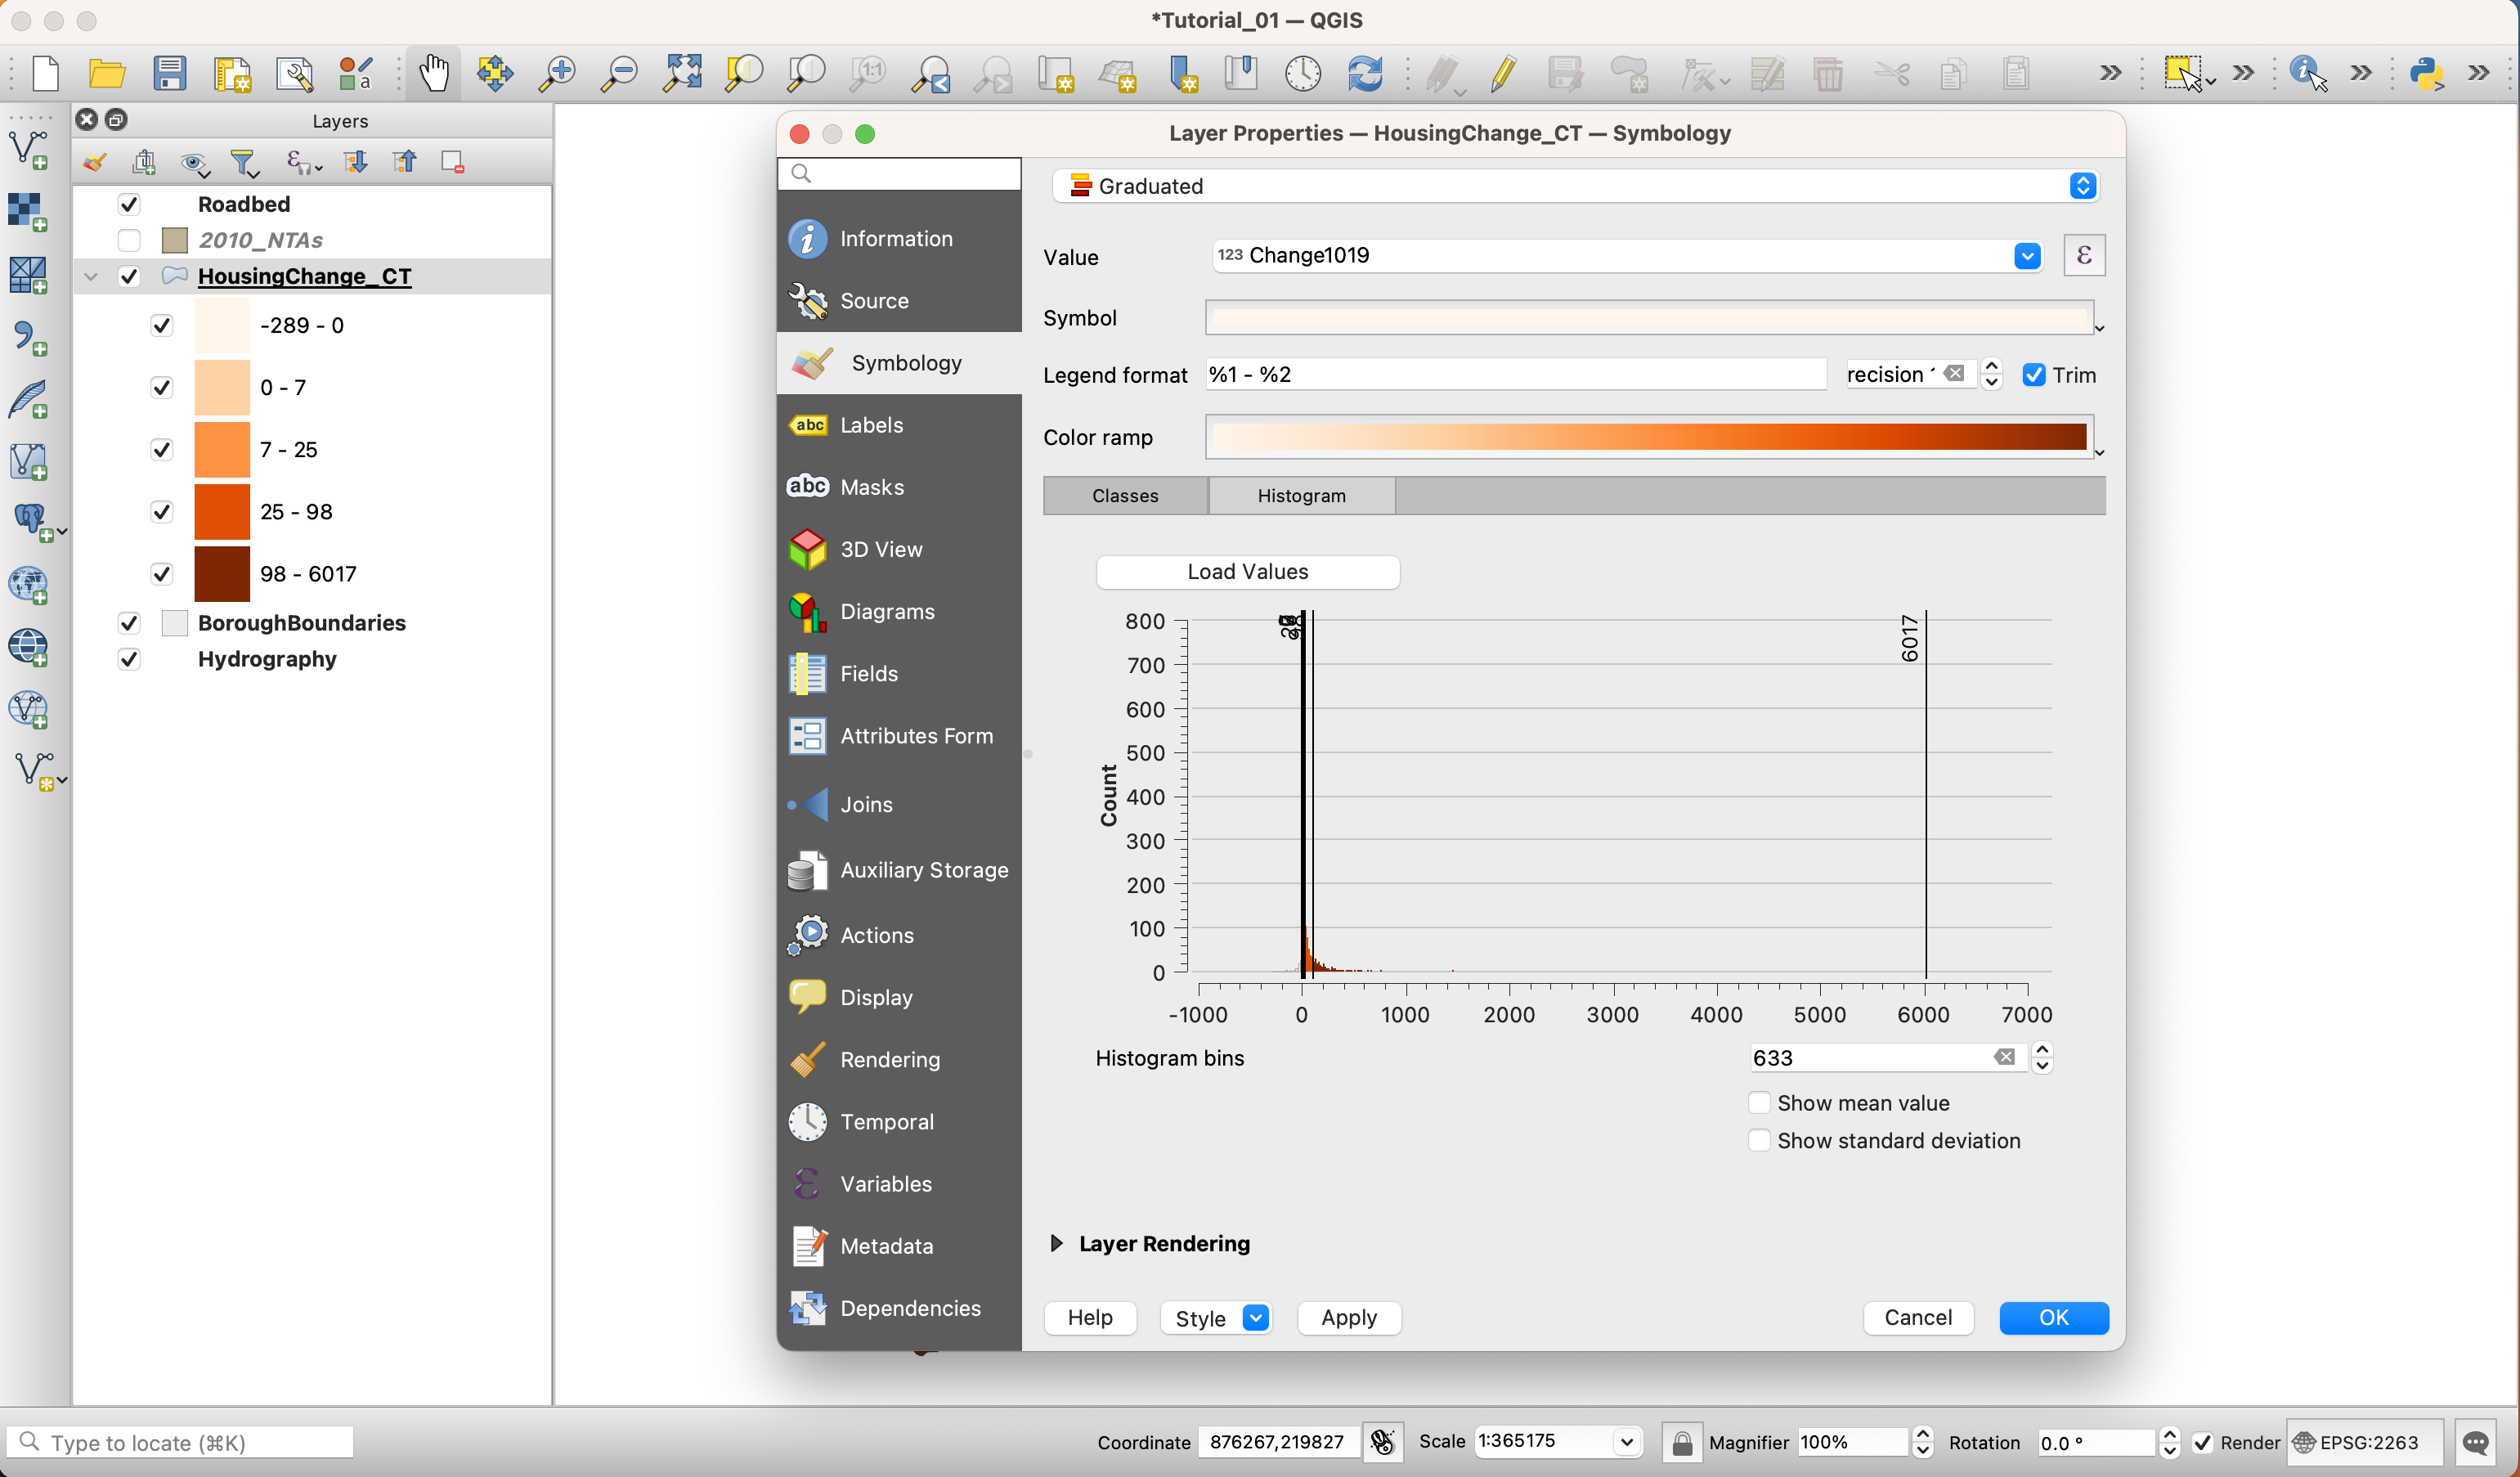 *Tutorial_01 — QGIS
Layers
Roadbed
2010_NTAs
HousingChange_CT
-289 - 0
0 - 7
7 - 25
25 - 98
98 - 6017
BoroughBoundaries
Hydrography
Layer Properties — HousingChange_CT — Symbology
Information
Source
Symbology
Labels
Masks
3D View
Diagrams
Fields
Attributes Form
Joins
Auxiliary Storage
Actions
Display
Rendering
Temporal
Variables
Metadata
Dependencies
Graduated
Value 123 Change1019
Symbol
Legend format %1 - %2 recision Trim
Color ramp
Classes Histogram
Load Values
800
700
600
500
400
300
200
100
0
Count
6017
-1000 0 1000 2000 3000 4000 5000 6000 7000
Histogram bins 633
Show mean value
Show standard deviation
Layer Rendering
Help Style Apply Cancel OK
Type to locate (⌘K) Coordinate 876267,219827 Scale 1:365175 Magnifier 100% Rotation 0.0 ° Render EPSG:2263